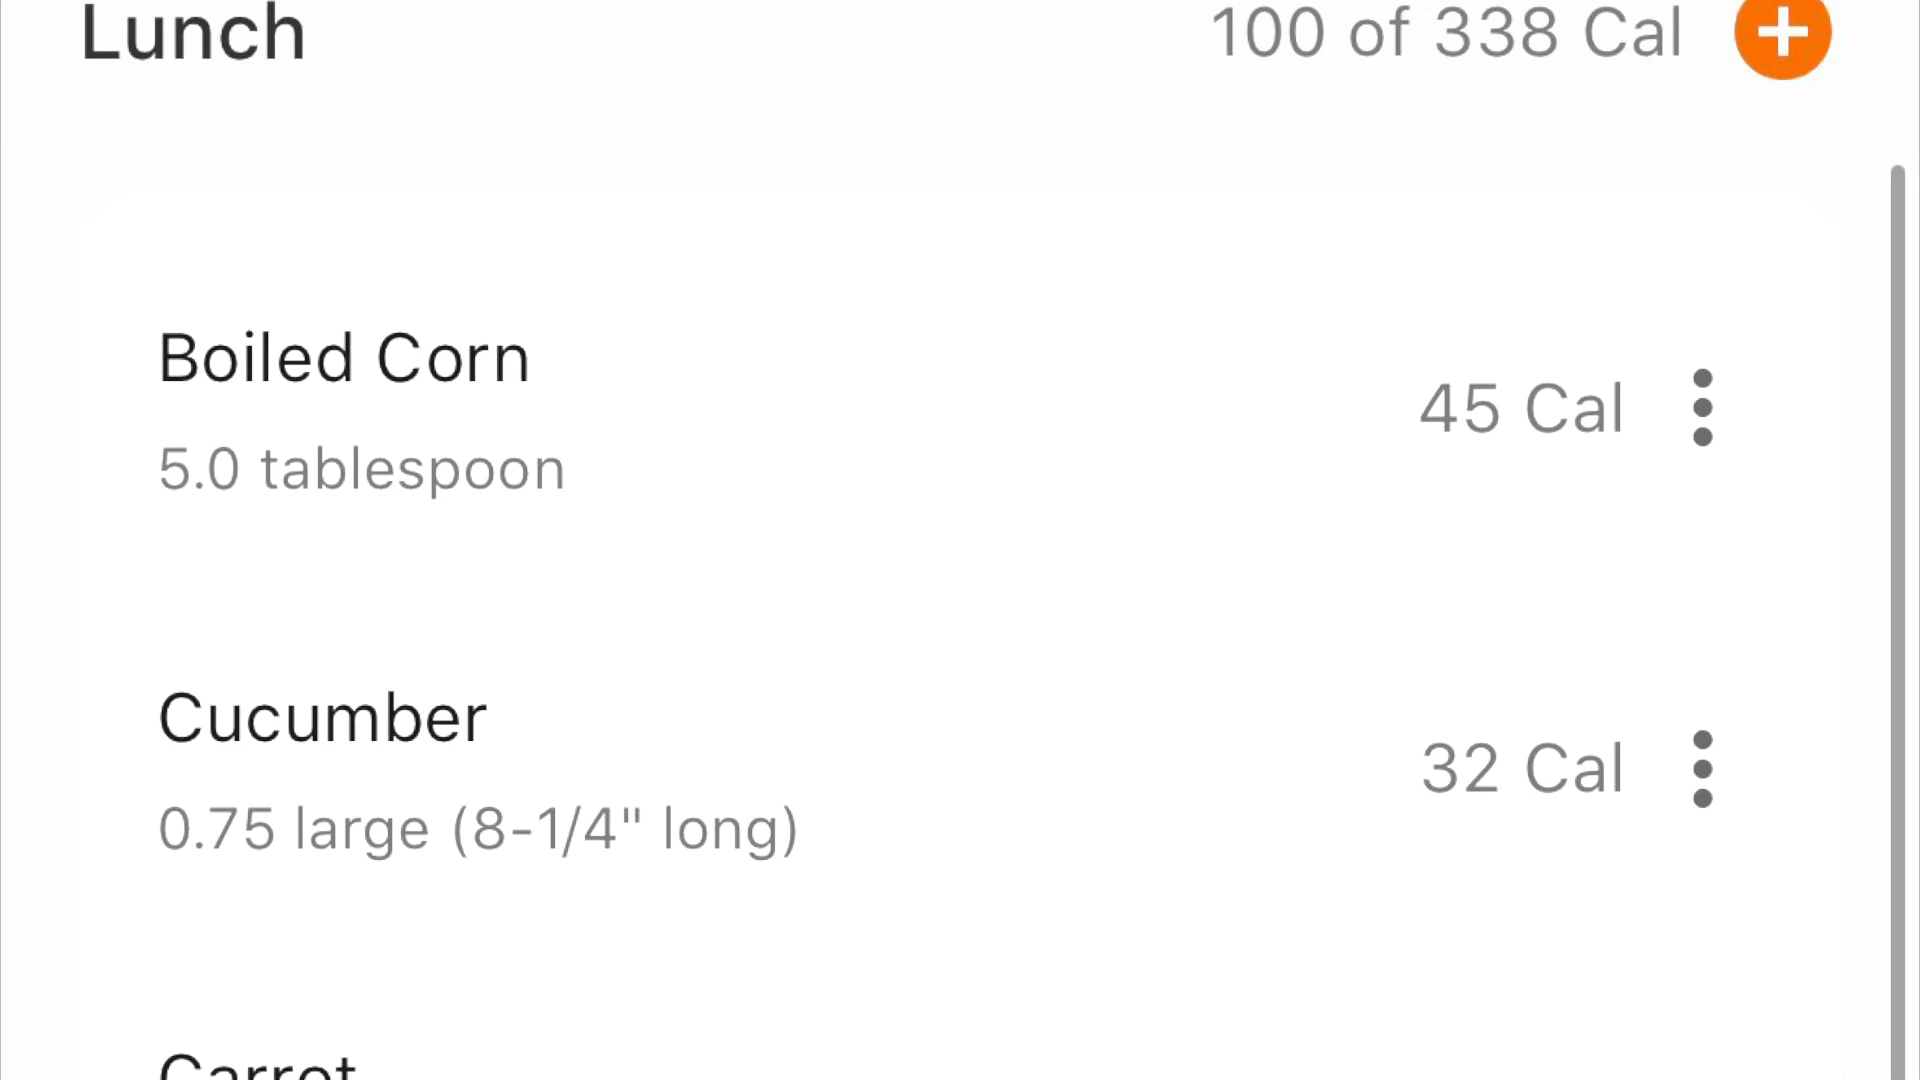 Lunch
100 of 338 Cal
Boiled Corn
45 Cal
5.0 tablespoon
Cucumber
32 Cal
0.75 large (8-1/4" long)
Carrot